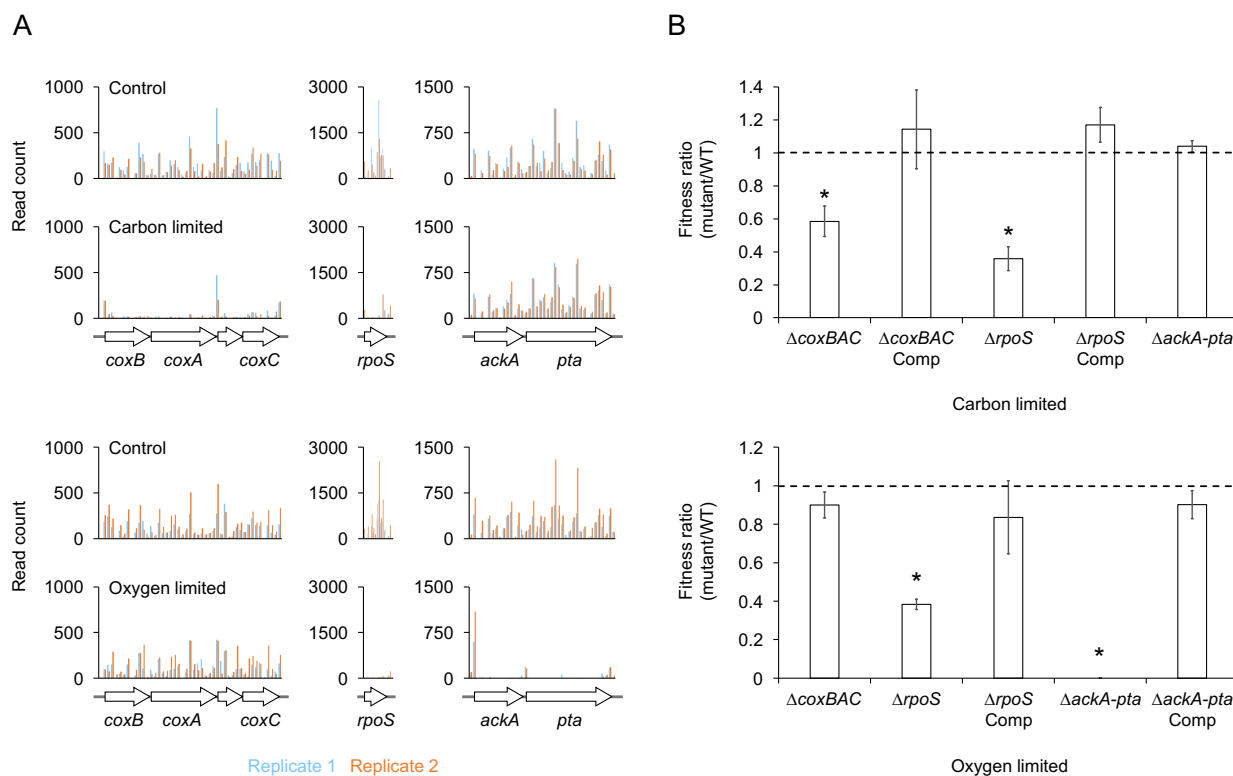 A
B
Read count
1000
500
0
Control
3000
1500
0
1500
750
0
1000
500
0
Carbon limited
3000
1500
0
1500
750
0
coxB coxA coxC rpoS ackA pta
Read count
1000
500
0
Control
3000
1500
0
1500
750
0
1000
500
0
Oxygen limited
3000
1500
0
1500
750
0
coxB coxA coxC rpoS ackA pta
Replicate 1 Replicate 2
Fitness ratio
(mutant/WT)
1.4
1.2
1
0.8
0.6
0.4
0.2
0
*
*
ΔcoxBAC
ΔcoxBAC
Comp
ΔrpoS
ΔrpoS
Comp
ΔackA-pta
Carbon limited
Fitness ratio
(mutant/WT)
1.2
1
0.8
0.6
0.4
0.2
0
*
*
ΔcoxBAC
ΔrpoS
ΔrpoS
Comp
ΔackA-pta
ΔackA-pta
Comp
Oxygen limited